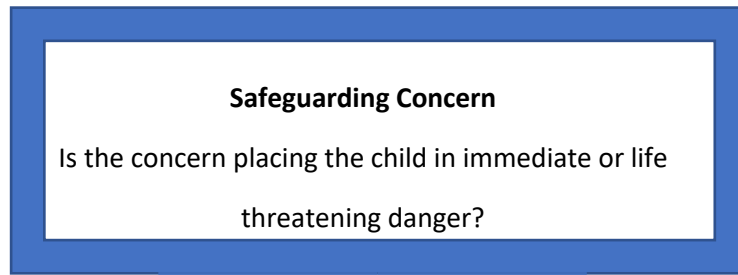 Safeguarding Concern
Is the concern placing the child in immediate or life
threatening danger?